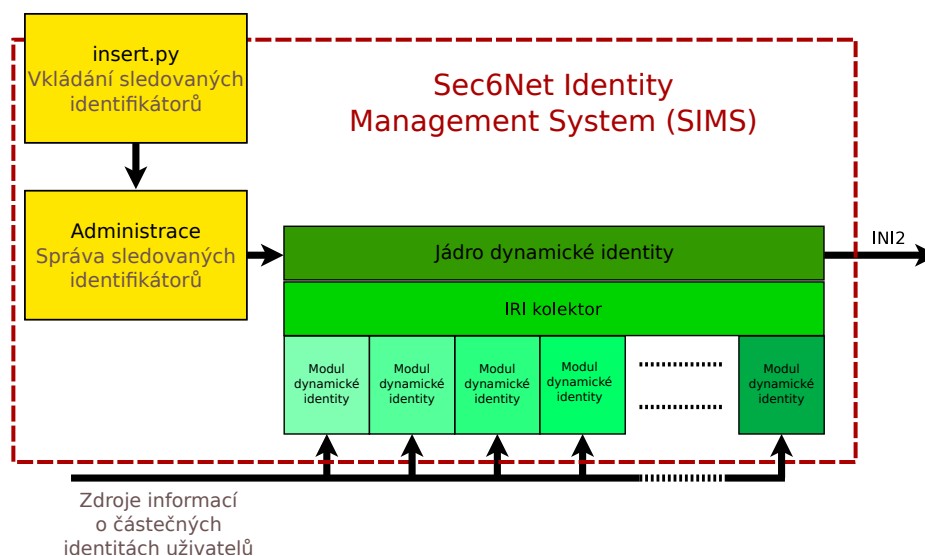 insert.py
Vkládání sledovaných
identifikátorů
Sec6Net Identity
Management System (SIMS)
Administrace
Správa sledovaných
identifikátorů
Jádro dynamické identity
INI2
IRI kolektor
Modul
dynamické
identity
Modul
dynamické
identity
Modul
dynamické
identity
Modul
dynamické
identity
Modul
dynamické
identity
Zdroje informací
o částečných
identitách uživatelů